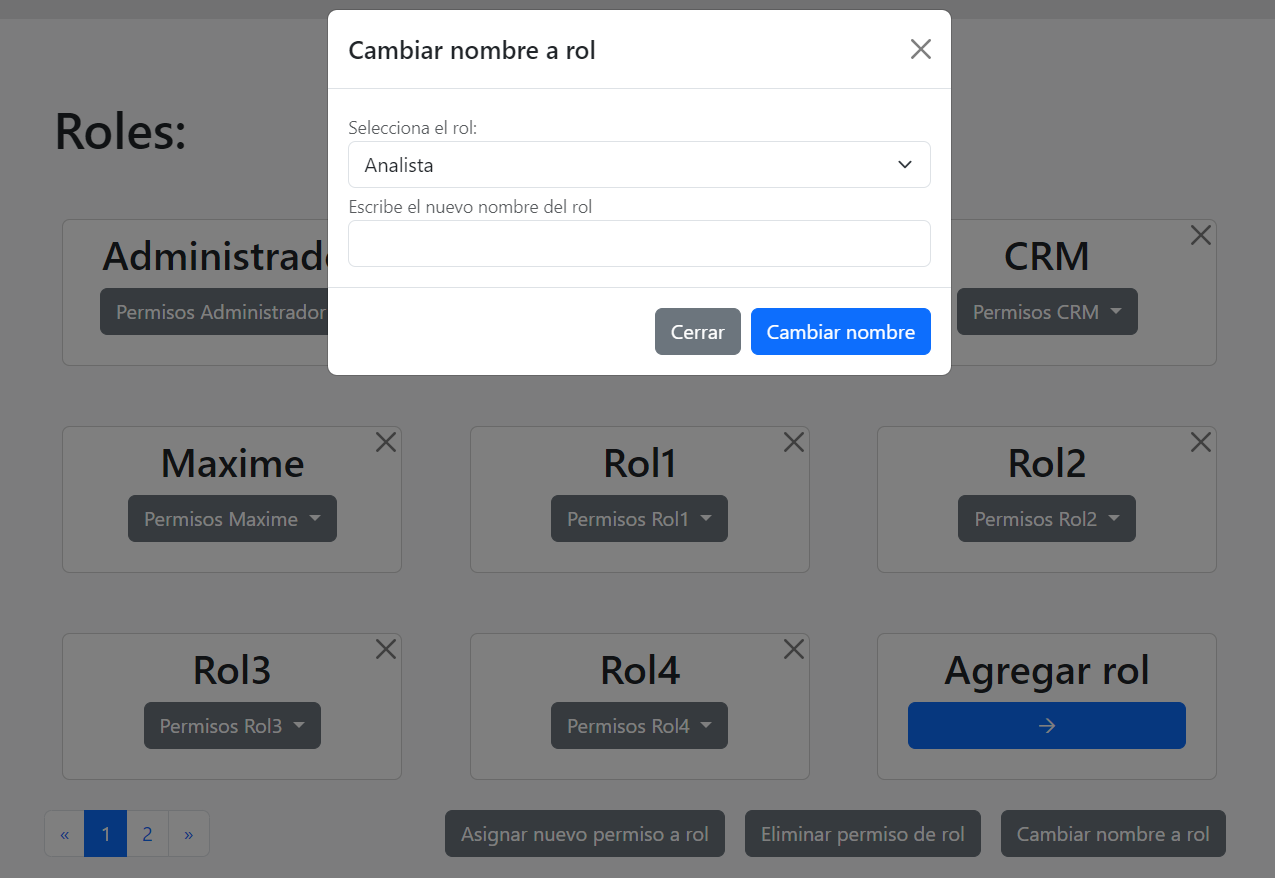 Cambiar nombre a rol
Selecciona el rol:
Analista
Escribe el nuevo nombre del rol
Cerrar
Cambiar nombre
Roles:
Administrad
Permisos Administrador
CRM
Permisos CRM
Maxime
Permisos Maxime
Rol1
Permisos Rol1
Rol2
Permisos Rol2
Rol3
Permisos Rol3
Rol4
Permisos Rol4
Agregar rol
→
« 1 2 »
Asignar nuevo permiso a rol
Eliminar permiso de rol
Cambiar nombre a rol